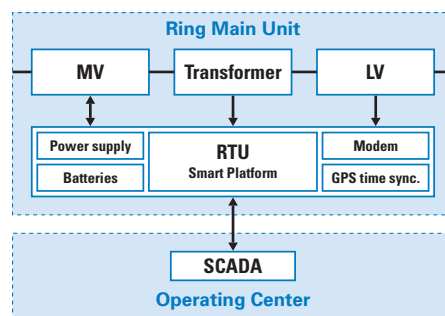 Ring Main Unit
MV
Transformer
LV
Power supply
Batteries
RTU
Smart Platform
Modem
GPS time sync.
SCADA
Operating Center